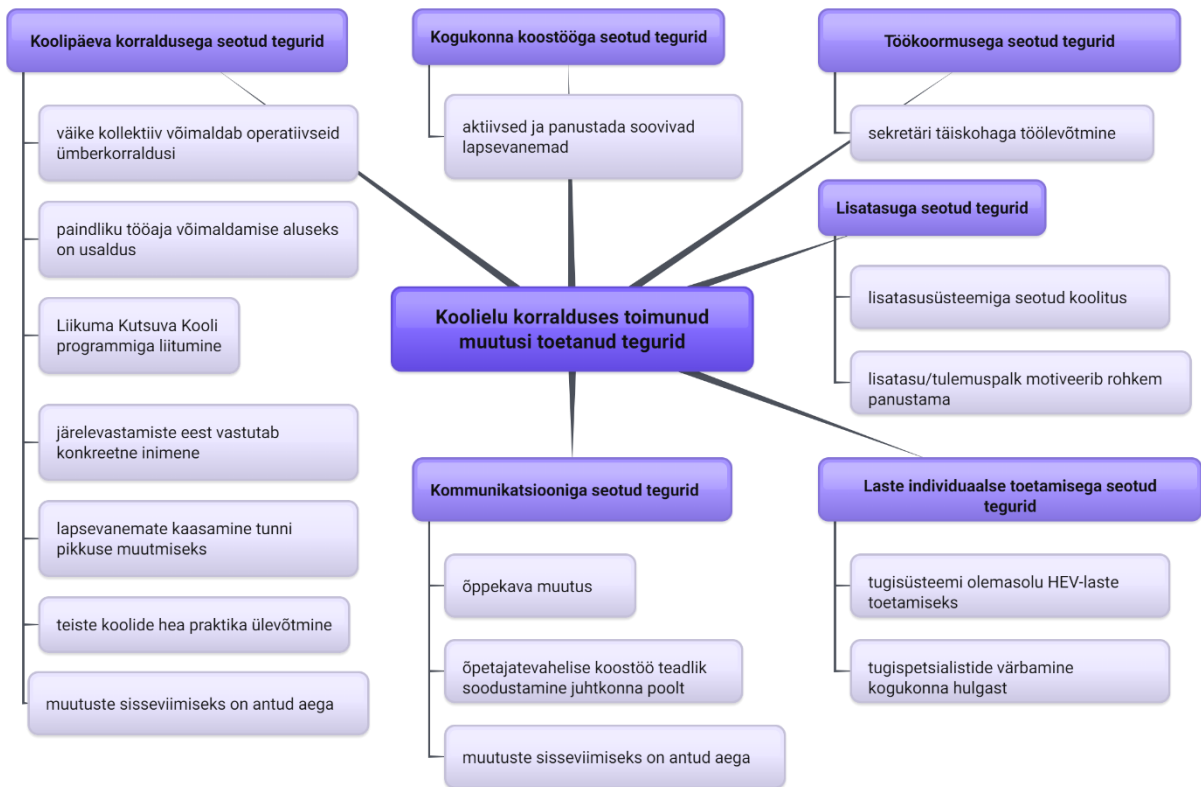 Koolipäeva korraldusega seotud tegurid
väike kollektiiv võimaldab operatiivseid
ümberkorraldusi
paindliku tööaja võimaldamise aluseks
on usaldus
Liikuma Kutsuva Kooli
programmiga liitumine
järelevastamiste eest vastutab
konkreetne inimene
lapsevanemate kaasamine tunni
pikkuse muutmiseks
teiste koolide hea praktika ülevõtmine
muutuste sisseviimiseks on antud aega
Kogukonna koostööga seotud tegurid
aktiivsed ja panustada soovivad
lapsevanemad
Töökoormusega seotud tegurid
sekretäri täiskohaga töölevõtmine
Lisatasuga seotud tegurid
lisatasusüsteemiga seotud koolitus
lisatasu/tulemuspalk motiveerib rohkem
panustama
Koolielu korralduses toimunud
muutusi toetanud tegurid
Kommunikatsiooniga seotud tegurid
õppekava muutus
õpetajatevahelise koostöö teadlik
soodustamine juhtkonna poolt
muutuste sisseviimiseks on antud aega
Laste individuaalse toetamisega seotud
tegurid
tugisüsteemi olemasolu HEV-laste
toetamiseks
tugispetsialistide värbamine
kogukonna hulgast